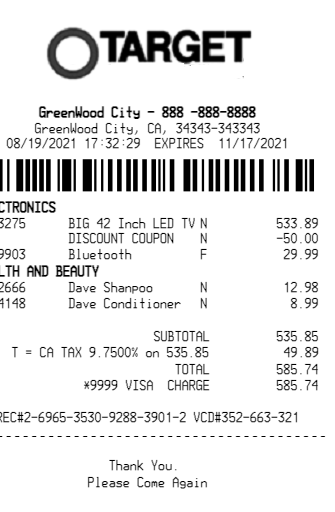 TARGET
GreenWood City - 888 -888-8888
GreenWood City, CA, 34343-343343
08/19/2021 17:32:29 EXPIRES 11/17/2021
CTRONICS
3275 BIG 42 Inch LED TV N 533.89
DISCOUNT COUPON N -50.00
9903 Bluetooth F 29.99
LTH AND BEAUTY
2666 Dave Shanpoo N 12.98
4148 Dave Conditioner N 8.99
SUBTOTAL 535.85
T = CA TAX 9.7500% on 535.85 49.89
TOTAL 585.74
*9999 VISA CHARGE 585.74
REC#2-6965-3530-9288-3901-2 VCD#352-663-321
Thank You.
Please Come Again